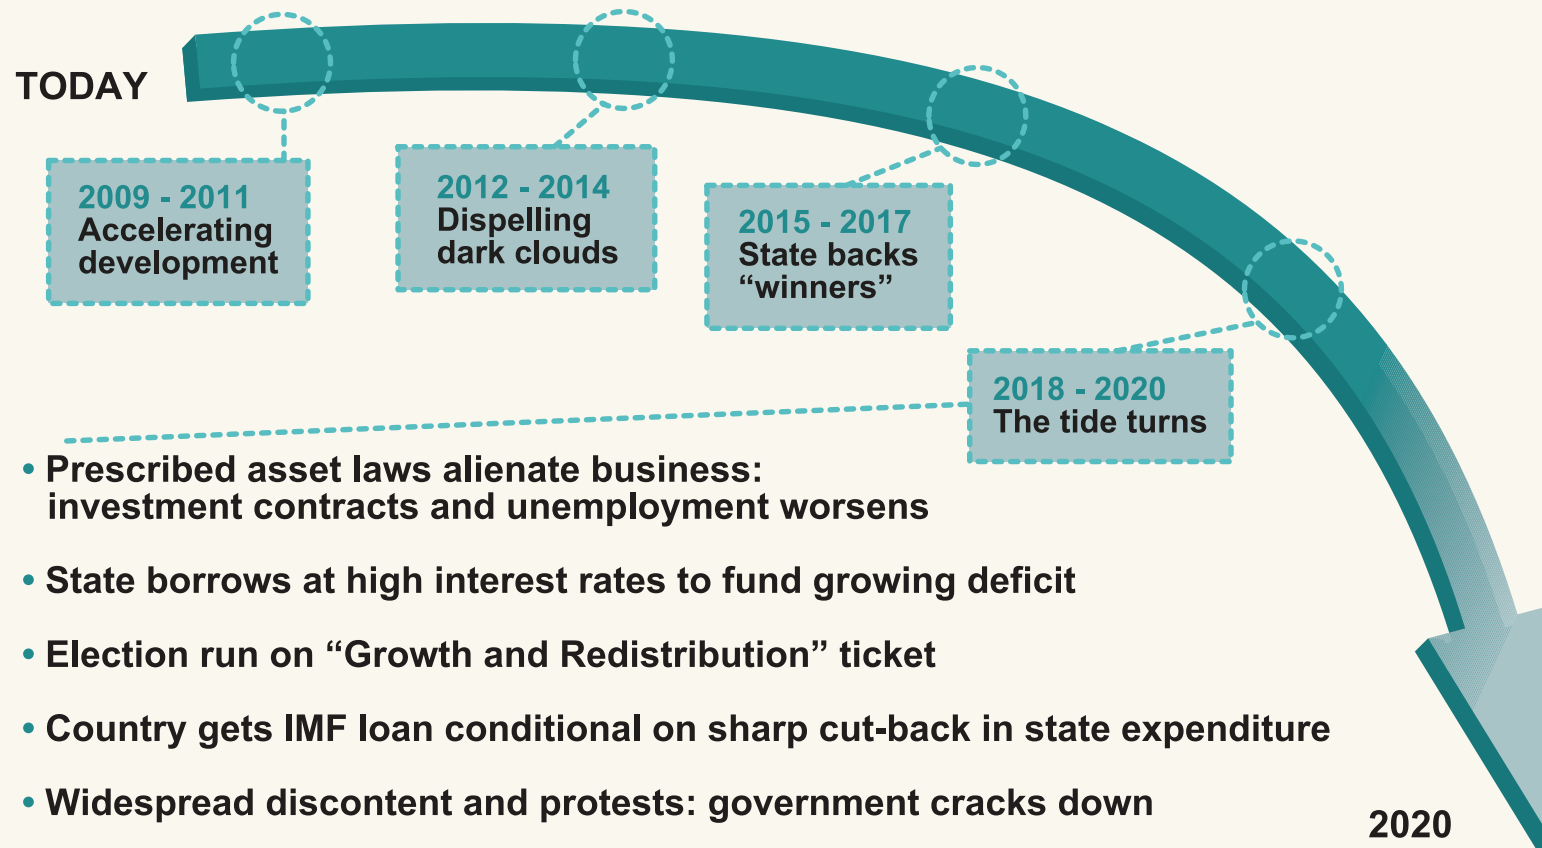 TODAY
2009 - 2011
Accelerating
development
2012 - 2014
Dispelling
dark clouds
2015 - 2017
State backs
“winners”
2018 - 2020
The tide turns
• Prescribed asset laws alienate business:
investment contracts and unemployment worsens
• State borrows at high interest rates to fund growing deficit
• Election run on “Growth and Redistribution” ticket
• Country gets IMF loan conditional on sharp cut-back in state expenditure
• Widespread discontent and protests: government cracks down
2020